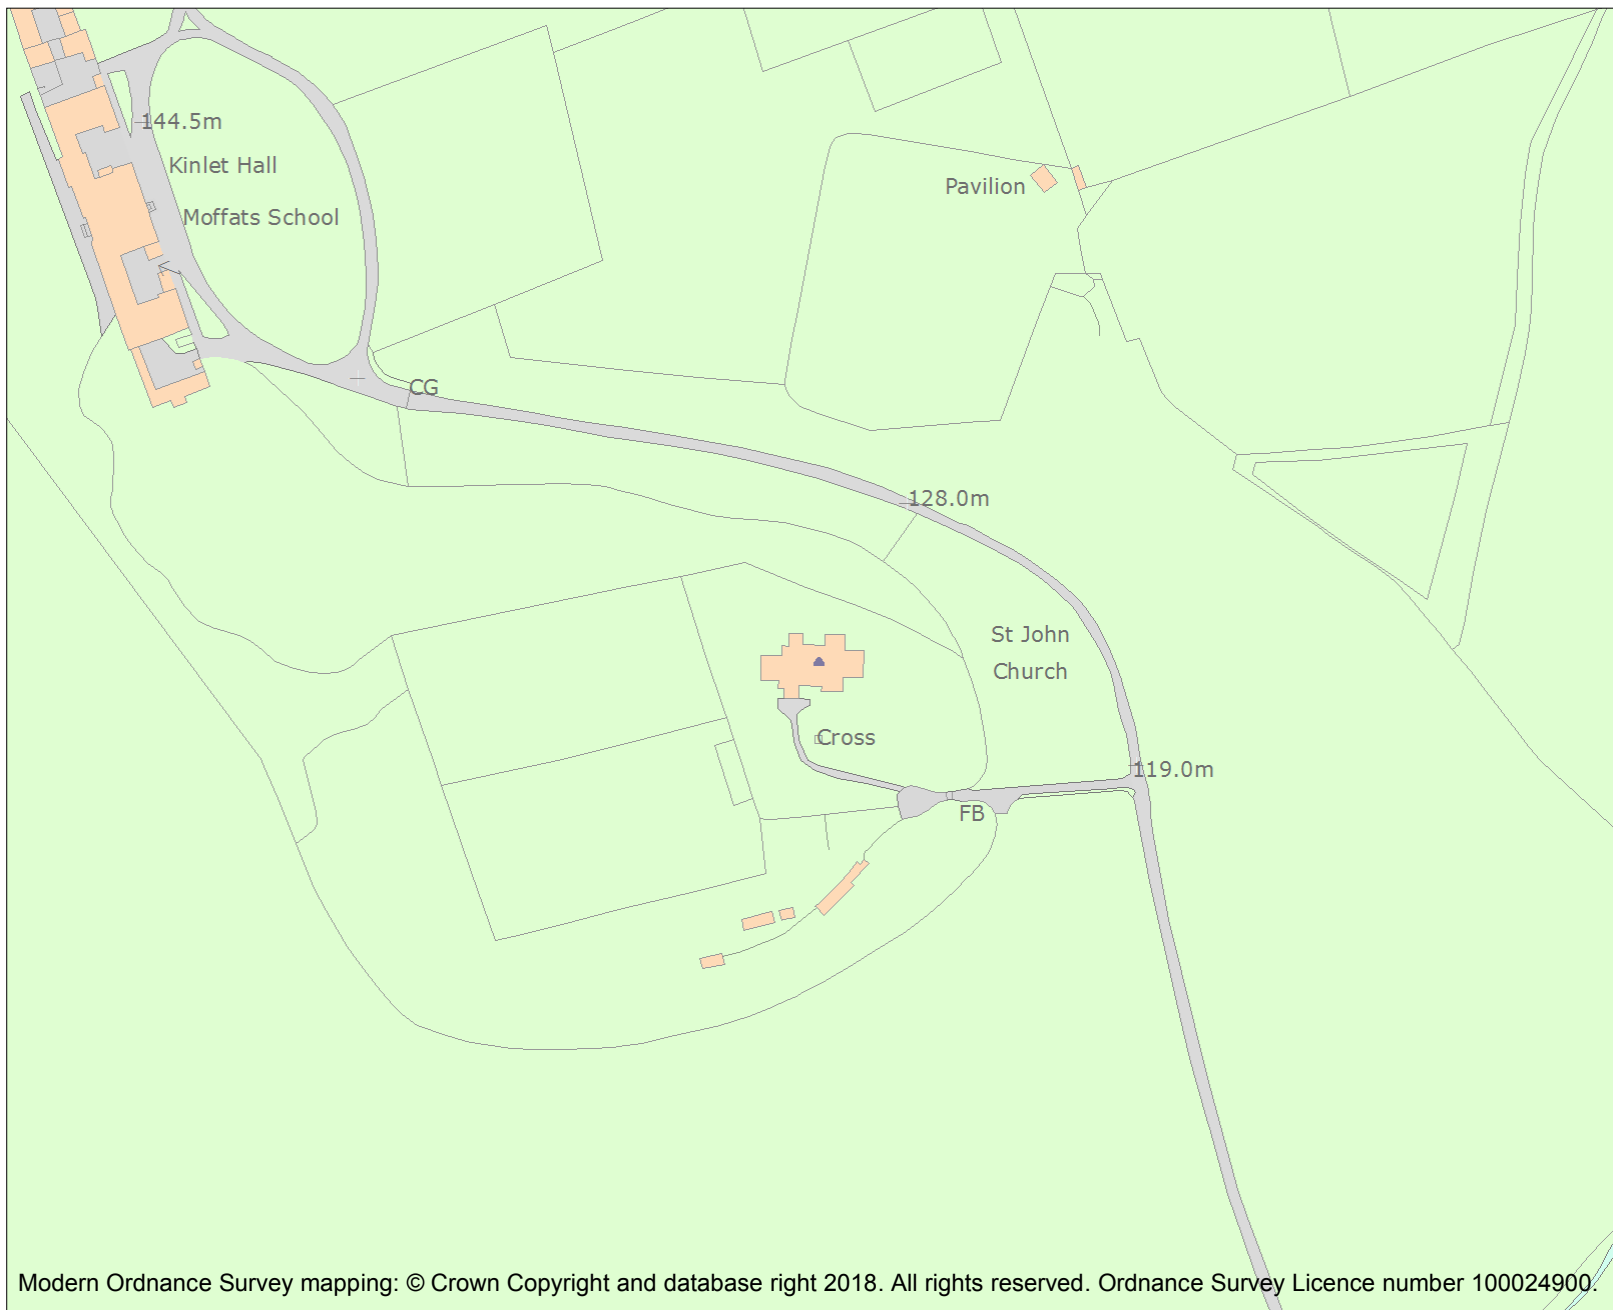 144.5m
Kinlet Hall
Moffats School
Pavilion
CG
128.0m
St John
Church
Cross
119.0m
FB
Modern Ordnance Survey mapping: © Crown Copyright and database right 2018. All rights reserved. Ordnance Survey Licence number 100024900.